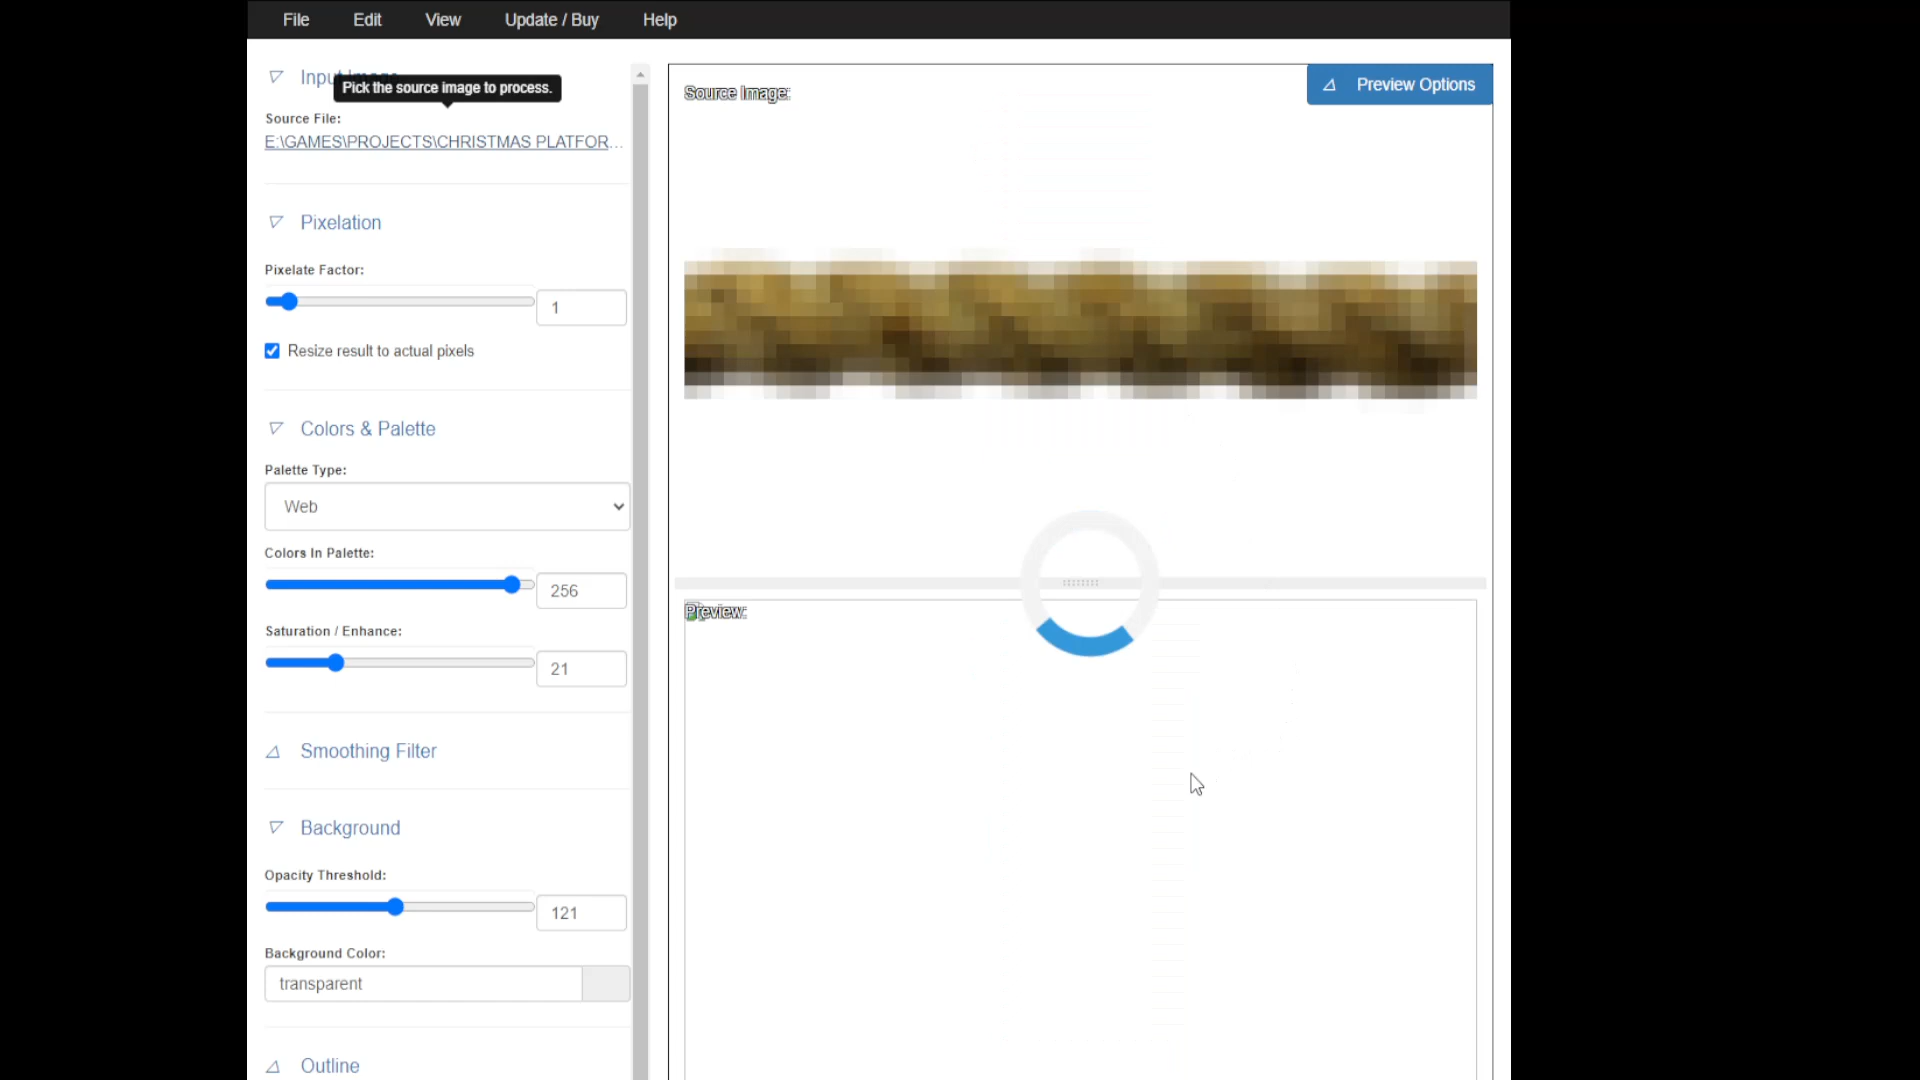 File Edit View Update / Buy Help
Input Image
Pick the source image to process.
Source File:
E:\GAMES\PROJECTS\CHRISTMAS PLATFOR...
Pixelation
Pixelate Factor:
1
Resize result to actual pixels
Colors & Palette
Palette Type:
Web
Colors In Palette:
256
Saturation / Enhance:
21
Smoothing Filter
Background
Opacity Threshold:
121
Background Color:
transparent
Outline
Source Image:
Preview Options
Preview: